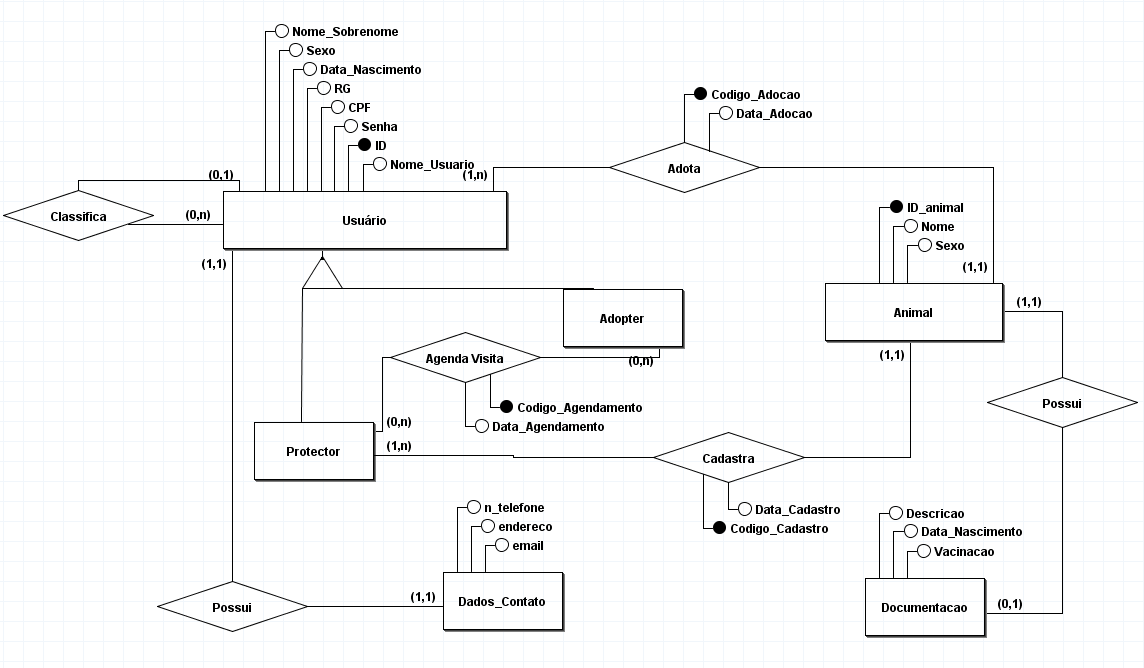 Nome_Sobrenome
Sexo
Data_Nascimento
RG
CPF
Senha
ID
Nome_Usuario
(0,1)
(0,n)
Classifica
Usuário
(1,n)
(1,1)
Codigo_Adocao
Data_Adocao
Adota
ID_animal
Nome
Sexo
(1,1)
Animal
(1,1)
(1,1)
Adopter
(0,n)
Agenda Visita
Codigo_Agendamento
Data_Agendamento
(0,n)
(1,n)
Protector
Possui
Cadastra
Data_Cadastro
Codigo_Cadastro
n_telefone
endereco
email
Descricao
Data_Nascimento
Vacinacao
Possui
(1,1)
Dados_Contato
Documentacao
(0,1)